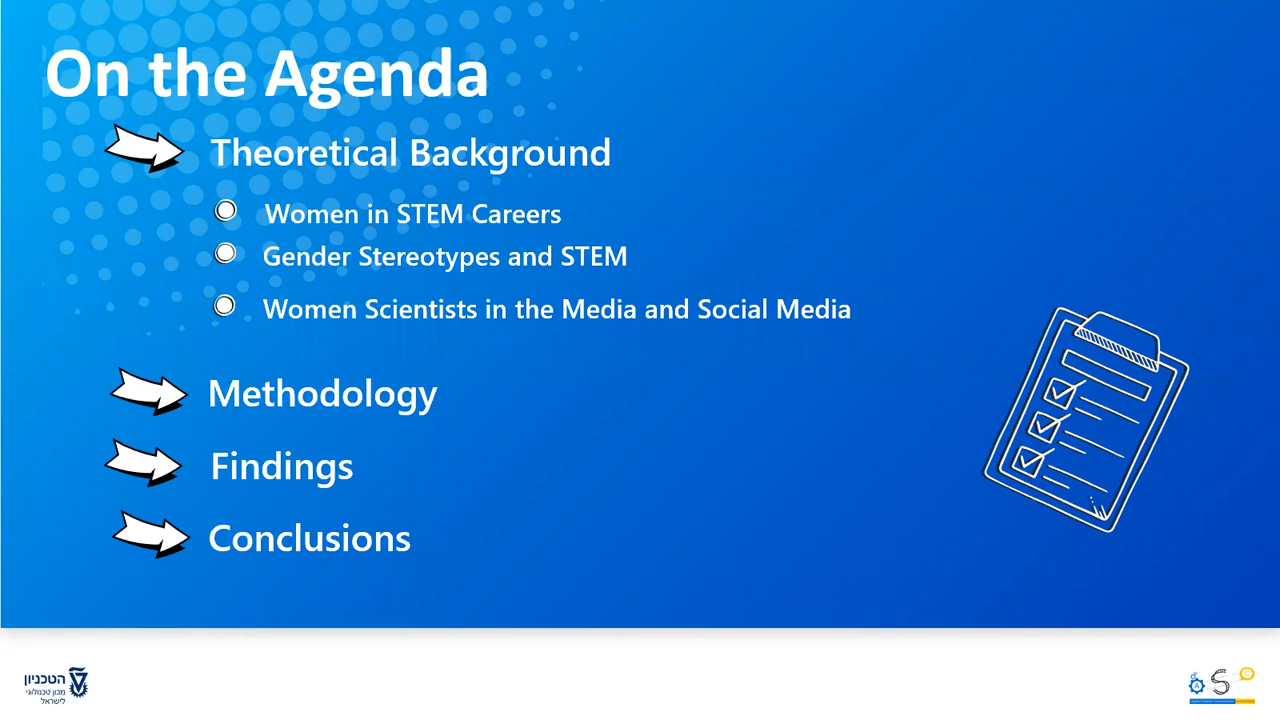 On the Agenda
Theoretical Background
Women in STEM Careers
Gender Stereotypes and STEM
Women Scientists in the Media and Social Media
Methodology
Findings
Conclusions
הטכניון
מכון טכנולוגי
לישראל